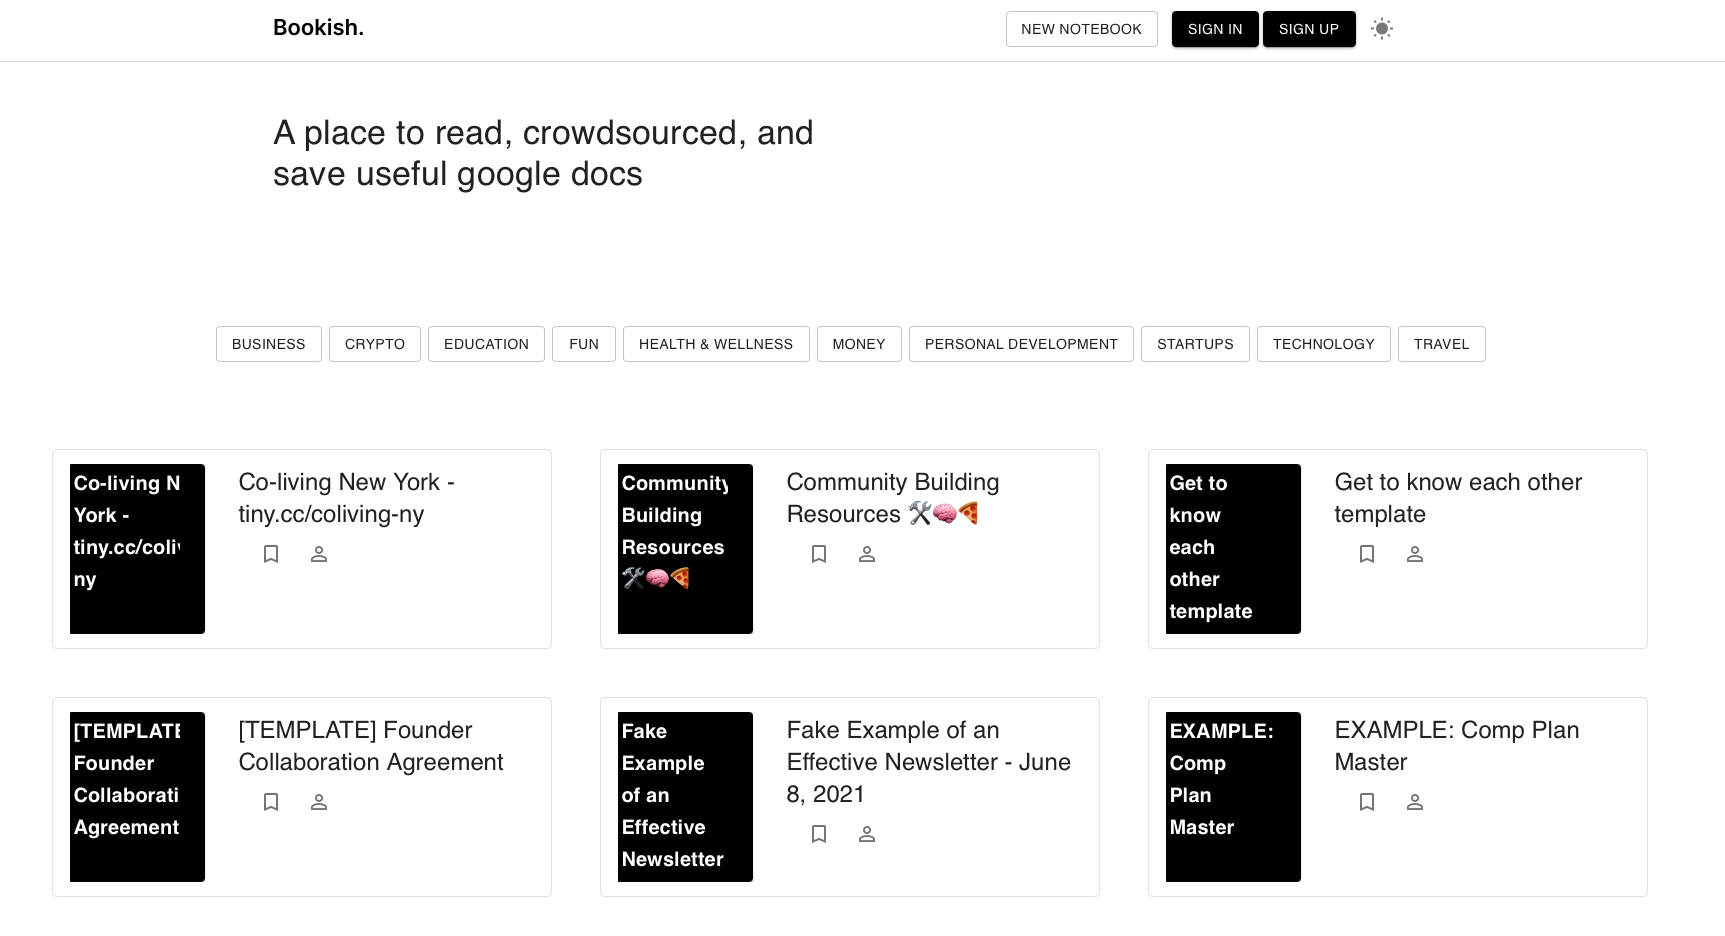 Bookish.
NEW NOTEBOOK
SIGN IN
SIGN UP
A place to read, crowdsourced, and
save useful google docs
BUSINESS
CRYPTO
EDUCATION
FUN
HEALTH & WELLNESS
MONEY
PERSONAL DEVELOPMENT
STARTUPS
TECHNOLOGY
TRAVEL
Co-living N
York -
tiny.cc/coli
ny
Co-living New York -
tiny.cc/coliving-ny
Community
Building
Resources
🛠🧠🍕
Community Building
Resources 🛠🧠🍕
Get to
know
each
other
template
Get to know each other
template
[TEMPLATE
Founder
Collaborati
Agreement
[TEMPLATE] Founder
Collaboration Agreement
Fake
Example
of an
Effective
Newsletter
Fake Example of an
Effective Newsletter - June
8, 2021
EXAMPLE:
Comp
Plan
Master
EXAMPLE: Comp Plan
Master